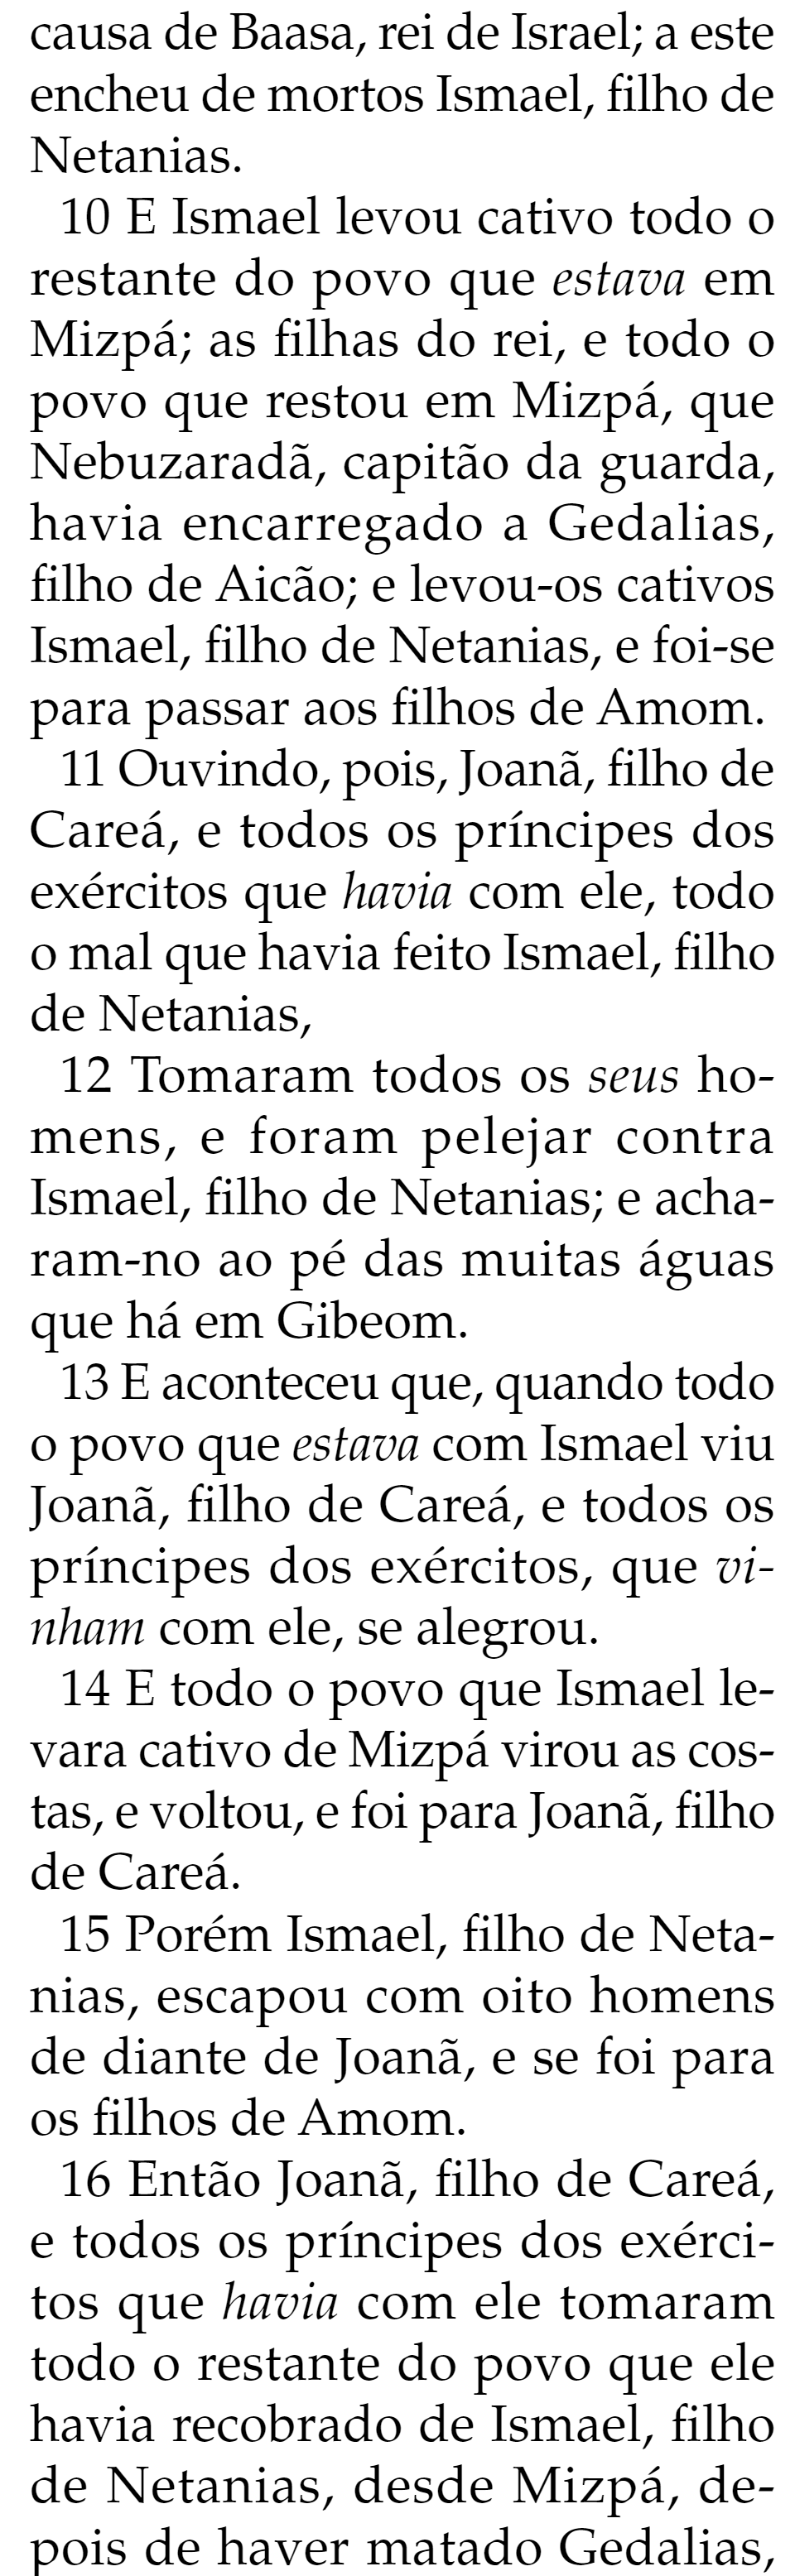 causa de Baasa, rei de Israel; a este
encheu de mortos Ismael, filho de
Netanias.
10 E Ismael levou cativo todo o
restante do povo que estava em
Mizpá; as filhas do rei, e todo o
povo que restou em Mizpá, que
Nebuzaradã, capitão da guarda,
havia encarregado a Gedalias,
filho de Aicão; e levou-os cativos
Ismael, filho de Netanias, e foi-se
para passar aos filhos de Amom.
11 Ouvindo, pois, Joanã, filho de
Careá, e todos os príncipes dos
exércitos que havia com ele, todo
o mal que havia feito Ismael, filho
de Netanias,
12 Tomaram todos os seus ho-
mens, e foram pelejar contra
Ismael, filho de Netanias; e acha-
ram-no ao pé das muitas águas
que há em Gibeom.
13 E aconteceu que, quando todo
o povo que estava com Ismael viu
Joanã, filho de Careá, e todos os
príncipes dos exércitos, que vi-
nham com ele, se alegrou.
14 E todo o povo que Ismael le-
vara cativo de Mizpá virou as cos-
tas, e voltou, e foi para Joanã, filho
de Careá.
15 Porém Ismael, filho de Neta-
nias, escapou com oito homens
de diante de Joanã, e se foi para
os filhos de Amom.
16 Então Joanã, filho de Careá,
e todos os príncipes dos exérci-
tos que havia com ele tomaram
todo o restante do povo que ele
havia recobrado de Ismael, filho
de Netanias, desde Mizpá, de-
pois de haver matado Gedalias,